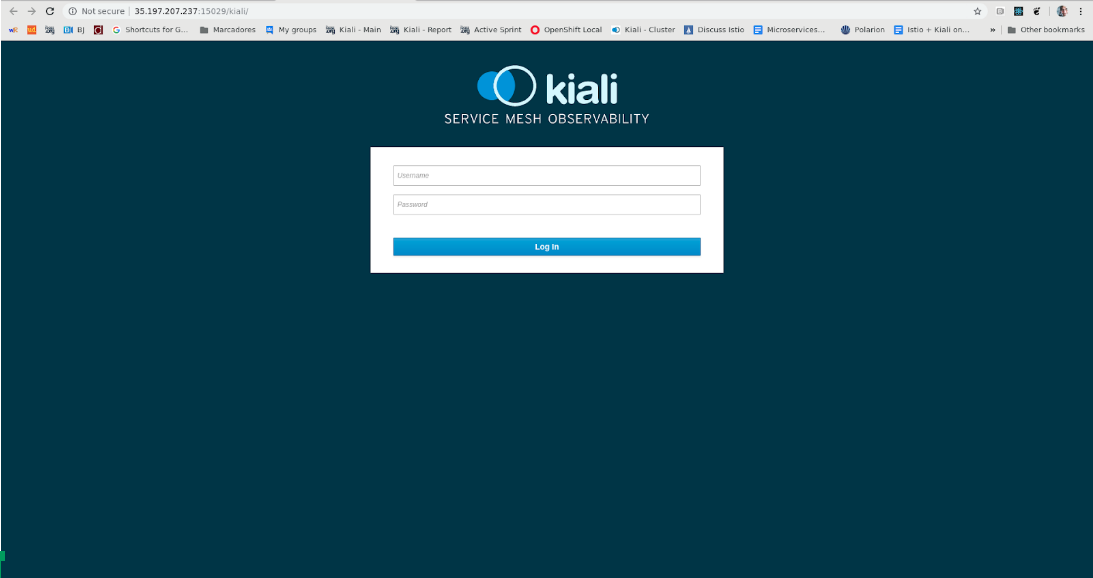 Not secure | 35.197.207.237:15029/kiali/
wR BJ Shortcuts for G... Marcadores My groups Kiali - Main Kiali - Report Active Sprint OpenShift Local Kiali - Cluster Discuss Istio Microservices... Polarion Istio + Kiali on... » Other bookmarks
kiali
SERVICE MESH OBSERVABILITY
Username
Password
Log In